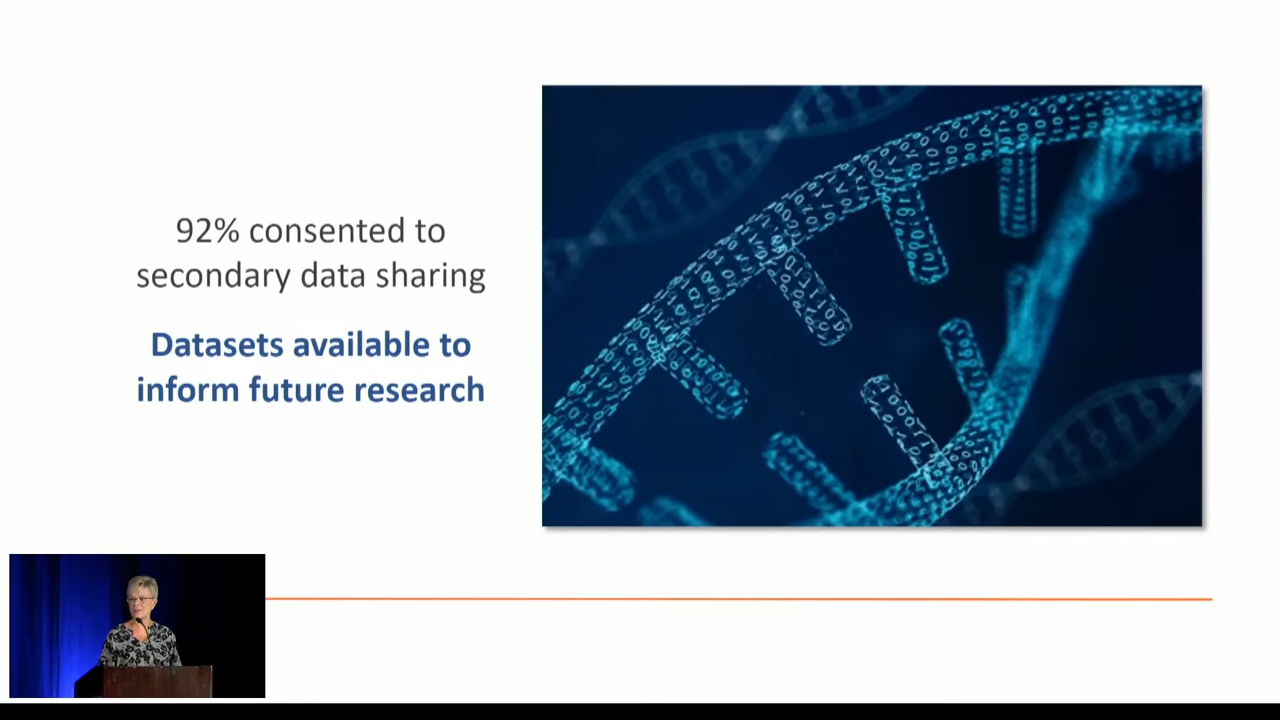 92% consented to
secondary data sharing
Datasets available to
inform future research